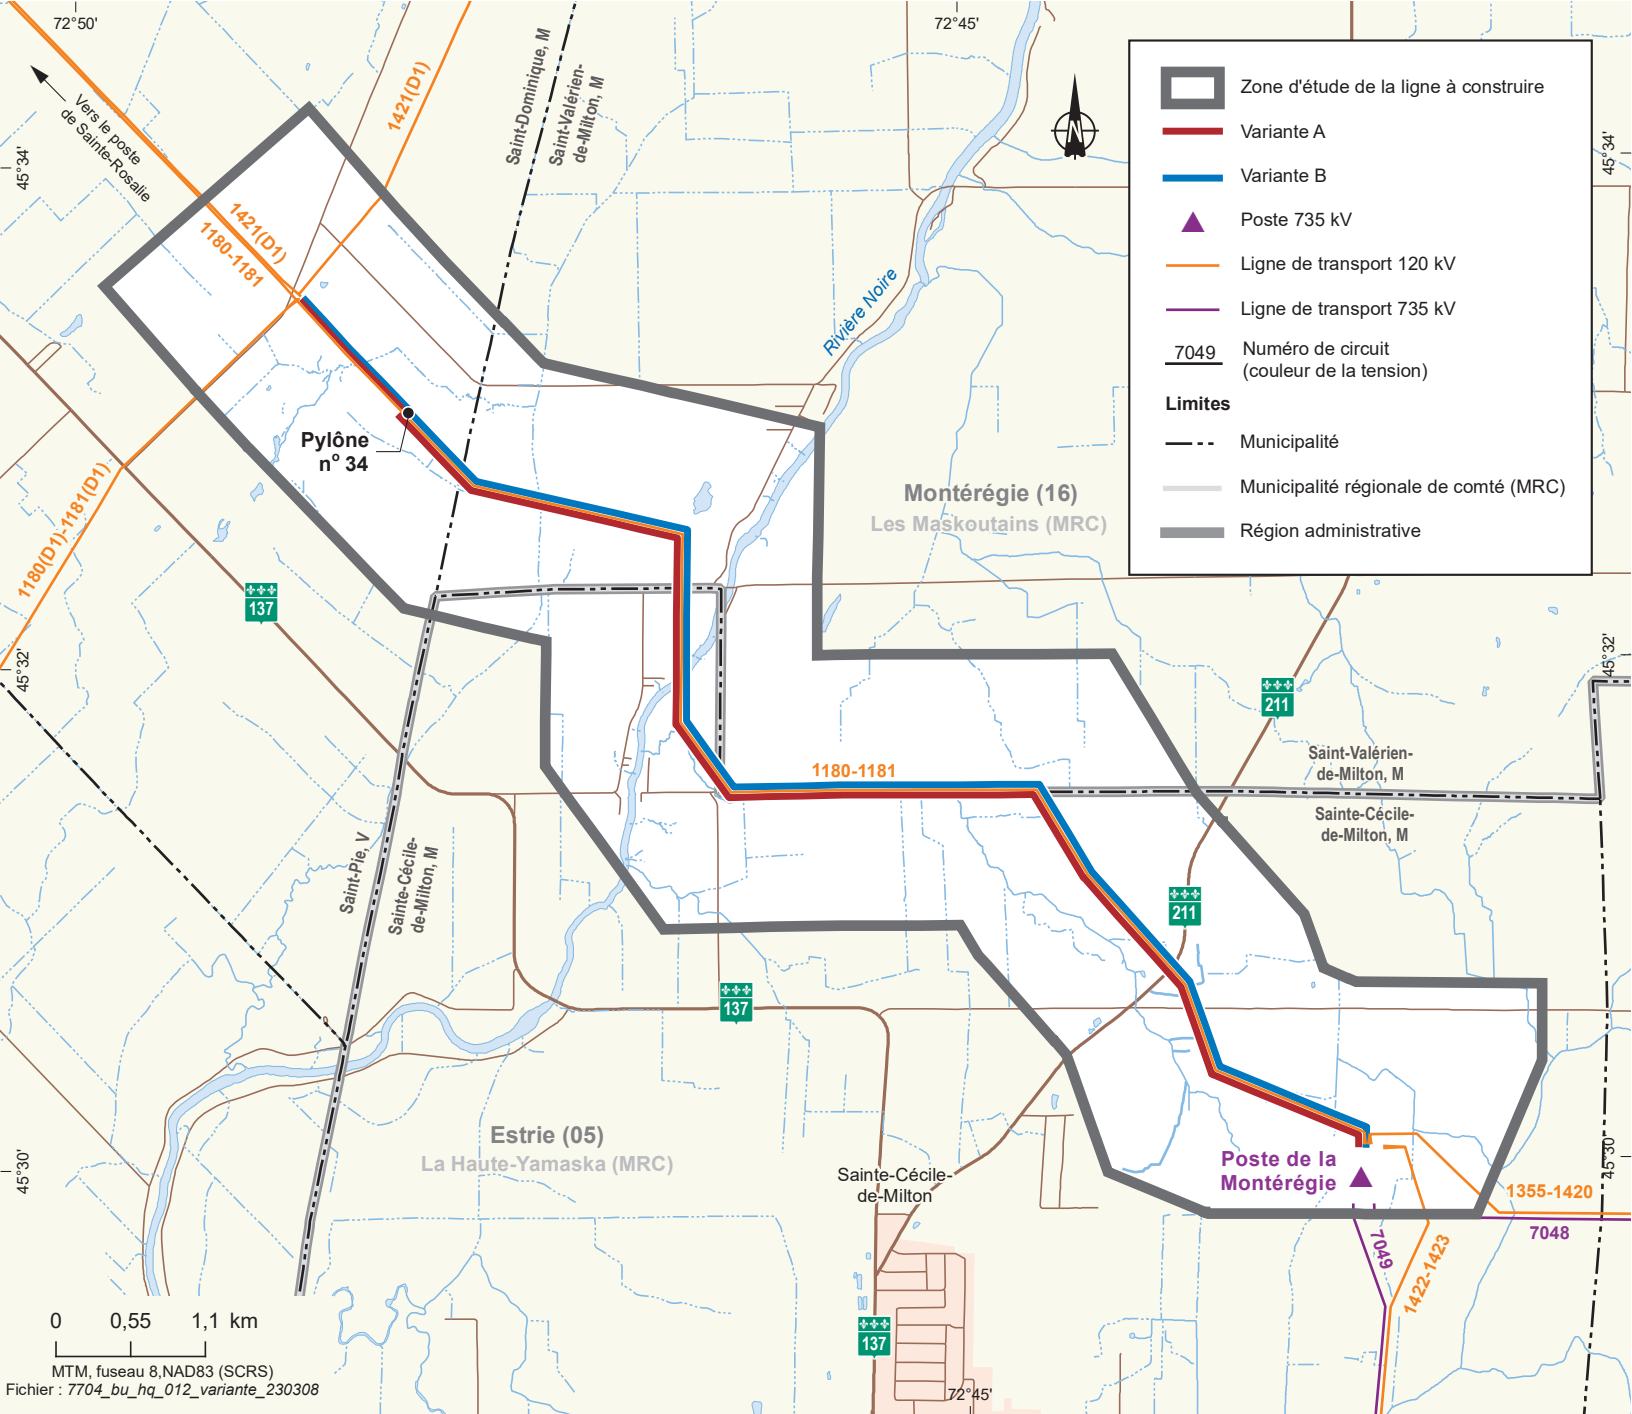 72°50'
72°45'
45°34'
45°34'
Vers le poste
de Sainte-Rosalie
1421(D1)
Saint-Dominique, M
Saint-Valérien-
de-Milton, M
1421(D1)
1180-1181
Rivière Noire
N
Zone d'étude de la ligne à construire
Variante A
Variante B
Poste 735 kV
Ligne de transport 120 kV
Ligne de transport 735 kV
7049
Numéro de circuit
(couleur de la tension)
Limites
Municipalité
Municipalité régionale de comté (MRC)
Région administrative
Pylône
n° 34
1180(D1)-1181(D1)
137
Montérégie (16)
Les Maskoutains (MRC)
45°32'
45°32'
211
1180-1181
Saint-Valérien-
de-Milton, M
Sainte-Cécile-
de-Milton, M
Saint-Pie, V
Sainte-Cécile-
de-Milton, M
211
137
Estrie (05)
La Haute-Yamaska (MRC)
Sainte-Cécile-
de-Milton
Poste de la
Montérégie
45°30'
45°30'
1355-1420
7048
7049
1422-1423
137
0 0,55 1,1 km
MTM, fuseau 8,NAD83 (SCRS)
Fichier : 7704_bu_hq_012_variante_230308
72°45'